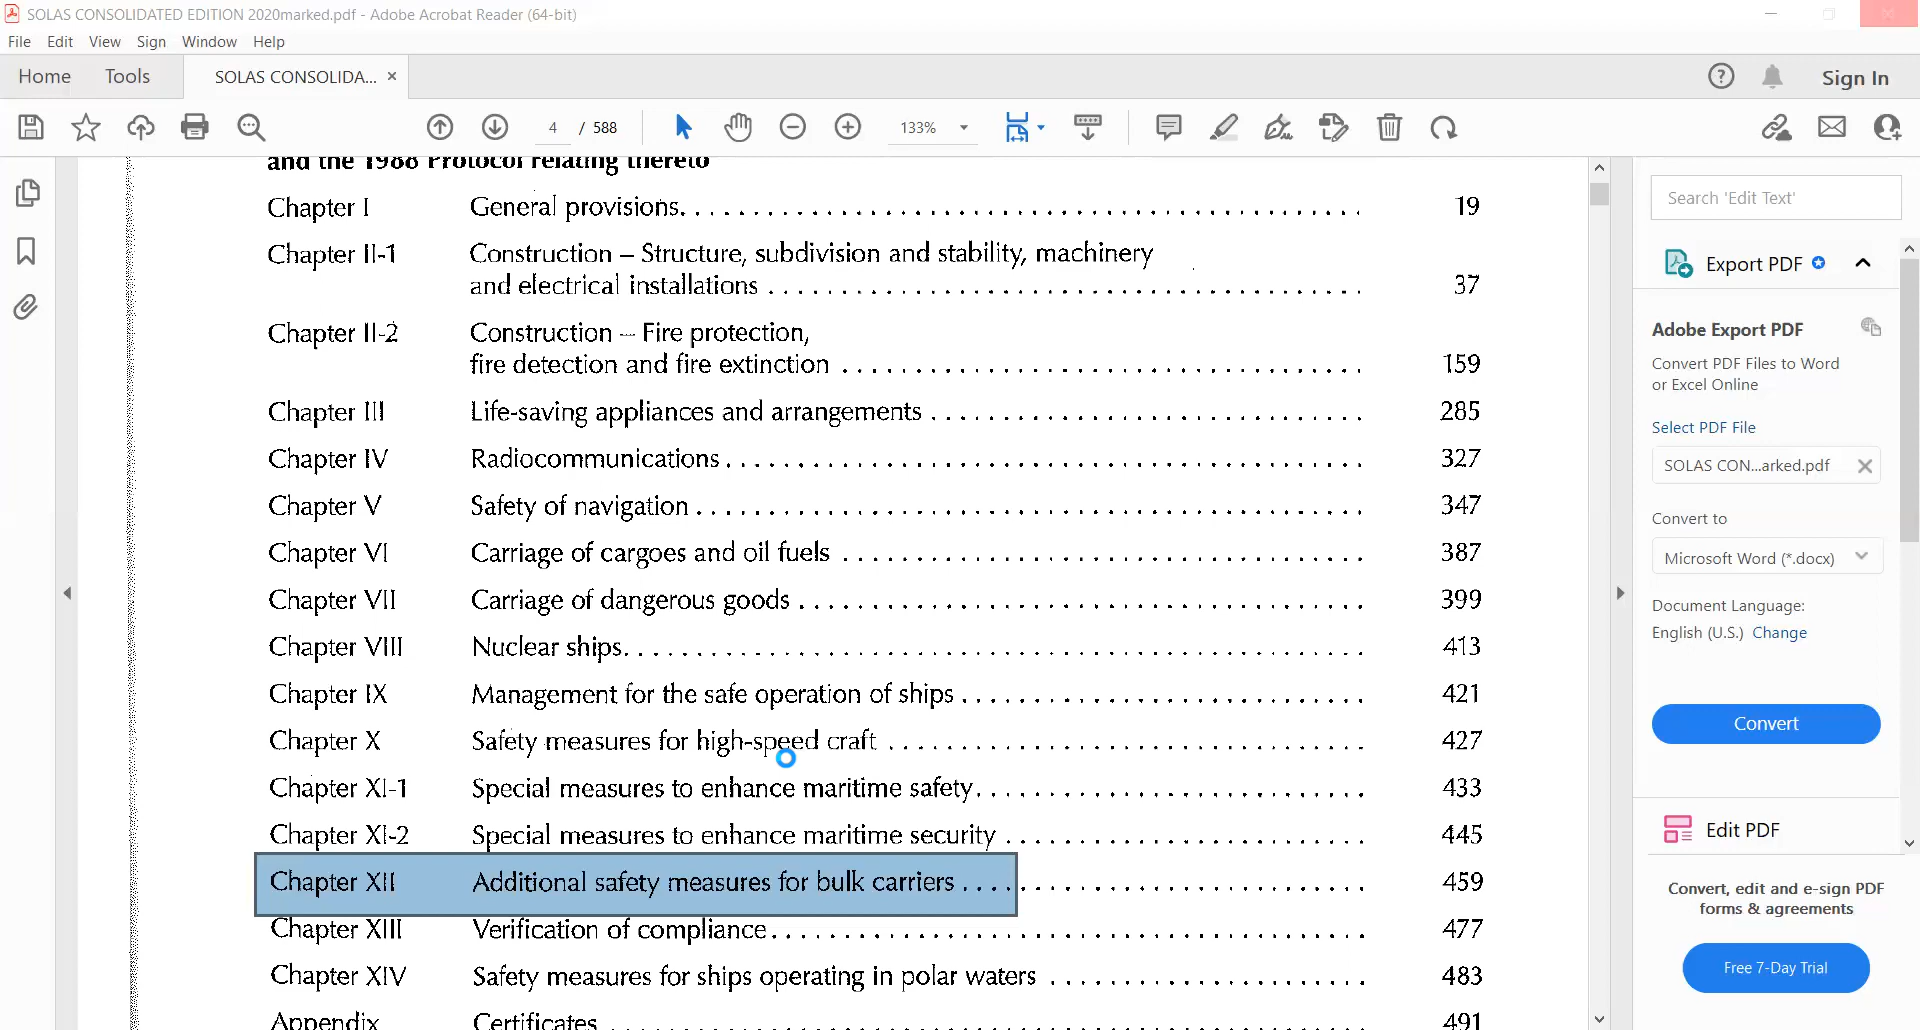 SOLAS CONSOLIDATED EDITION 2020marked.pdf - Adobe Acrobat Reader (64-bit)
File Edit View Sign Window Help
Home Tools SOLAS CONSOLIDA... × Sign In
4 / 588 133%
and the 1988 Protocol relating thereto
Chapter I General provisions. . . . . . . . . . . . . . . . . . . . . . . . . . . . . . . . . . . . . . . . . . . . . . 19
Chapter II-1 Construction – Structure, subdivision and stability, machinery
and electrical installations . . . . . . . . . . . . . . . . . . . . . . . . . . . . . . . . . . . . . . . . . 37
Chapter II-2 Construction – Fire protection,
fire detection and fire extinction . . . . . . . . . . . . . . . . . . . . . . . . . . . . . . . . . . . . 159
Chapter III Life-saving appliances and arrangements . . . . . . . . . . . . . . . . . . . . . . . . . . . . . . 285
Chapter IV Radiocommunications . . . . . . . . . . . . . . . . . . . . . . . . . . . . . . . . . . . . . . . . . . . . 327
Chapter V Safety of navigation . . . . . . . . . . . . . . . . . . . . . . . . . . . . . . . . . . . . . . . . . . . . . . 347
Chapter VI Carriage of cargoes and oil fuels . . . . . . . . . . . . . . . . . . . . . . . . . . . . . . . . . . . . 387
Chapter VII Carriage of dangerous goods . . . . . . . . . . . . . . . . . . . . . . . . . . . . . . . . . . . . . . . 399
Chapter VIII Nuclear ships. . . . . . . . . . . . . . . . . . . . . . . . . . . . . . . . . . . . . . . . . . . . . . . . . . . 413
Chapter IX Management for the safe operation of ships . . . . . . . . . . . . . . . . . . . . . . . . . . . . 421
Chapter X Safety measures for high-speed craft . . . . . . . . . . . . . . . . . . . . . . . . . . . . . . . . . 427
Chapter XI-1 Special measures to enhance maritime safety. . . . . . . . . . . . . . . . . . . . . . . . . . . 433
Chapter XI-2 Special measures to enhance maritime security . . . . . . . . . . . . . . . . . . . . . . . . . 445
Chapter XII Additional safety measures for bulk carriers . . . . . . . . . . . . . . . . . . . . . . . . . . . . 459
Chapter XIII Verification of compliance. . . . . . . . . . . . . . . . . . . . . . . . . . . . . . . . . . . . . . . . . 477
Chapter XIV Safety measures for ships operating in polar waters . . . . . . . . . . . . . . . . . . . . . . 483
Appendix Certificates . . . . . . . . . . . . . . . . . . . . . . . . . . . . . . . . . . . . . . . . . . . . . . . . . . . . 491
Search 'Edit Text'
Export PDF
Adobe Export PDF
Convert PDF Files to Word
or Excel Online
Select PDF File
SOLAS CON...arked.pdf
Convert to
Microsoft Word (*.docx)
Document Language:
English (U.S.) Change
Convert
Edit PDF
Convert, edit and e-sign PDF
forms & agreements
Free 7-Day Trial